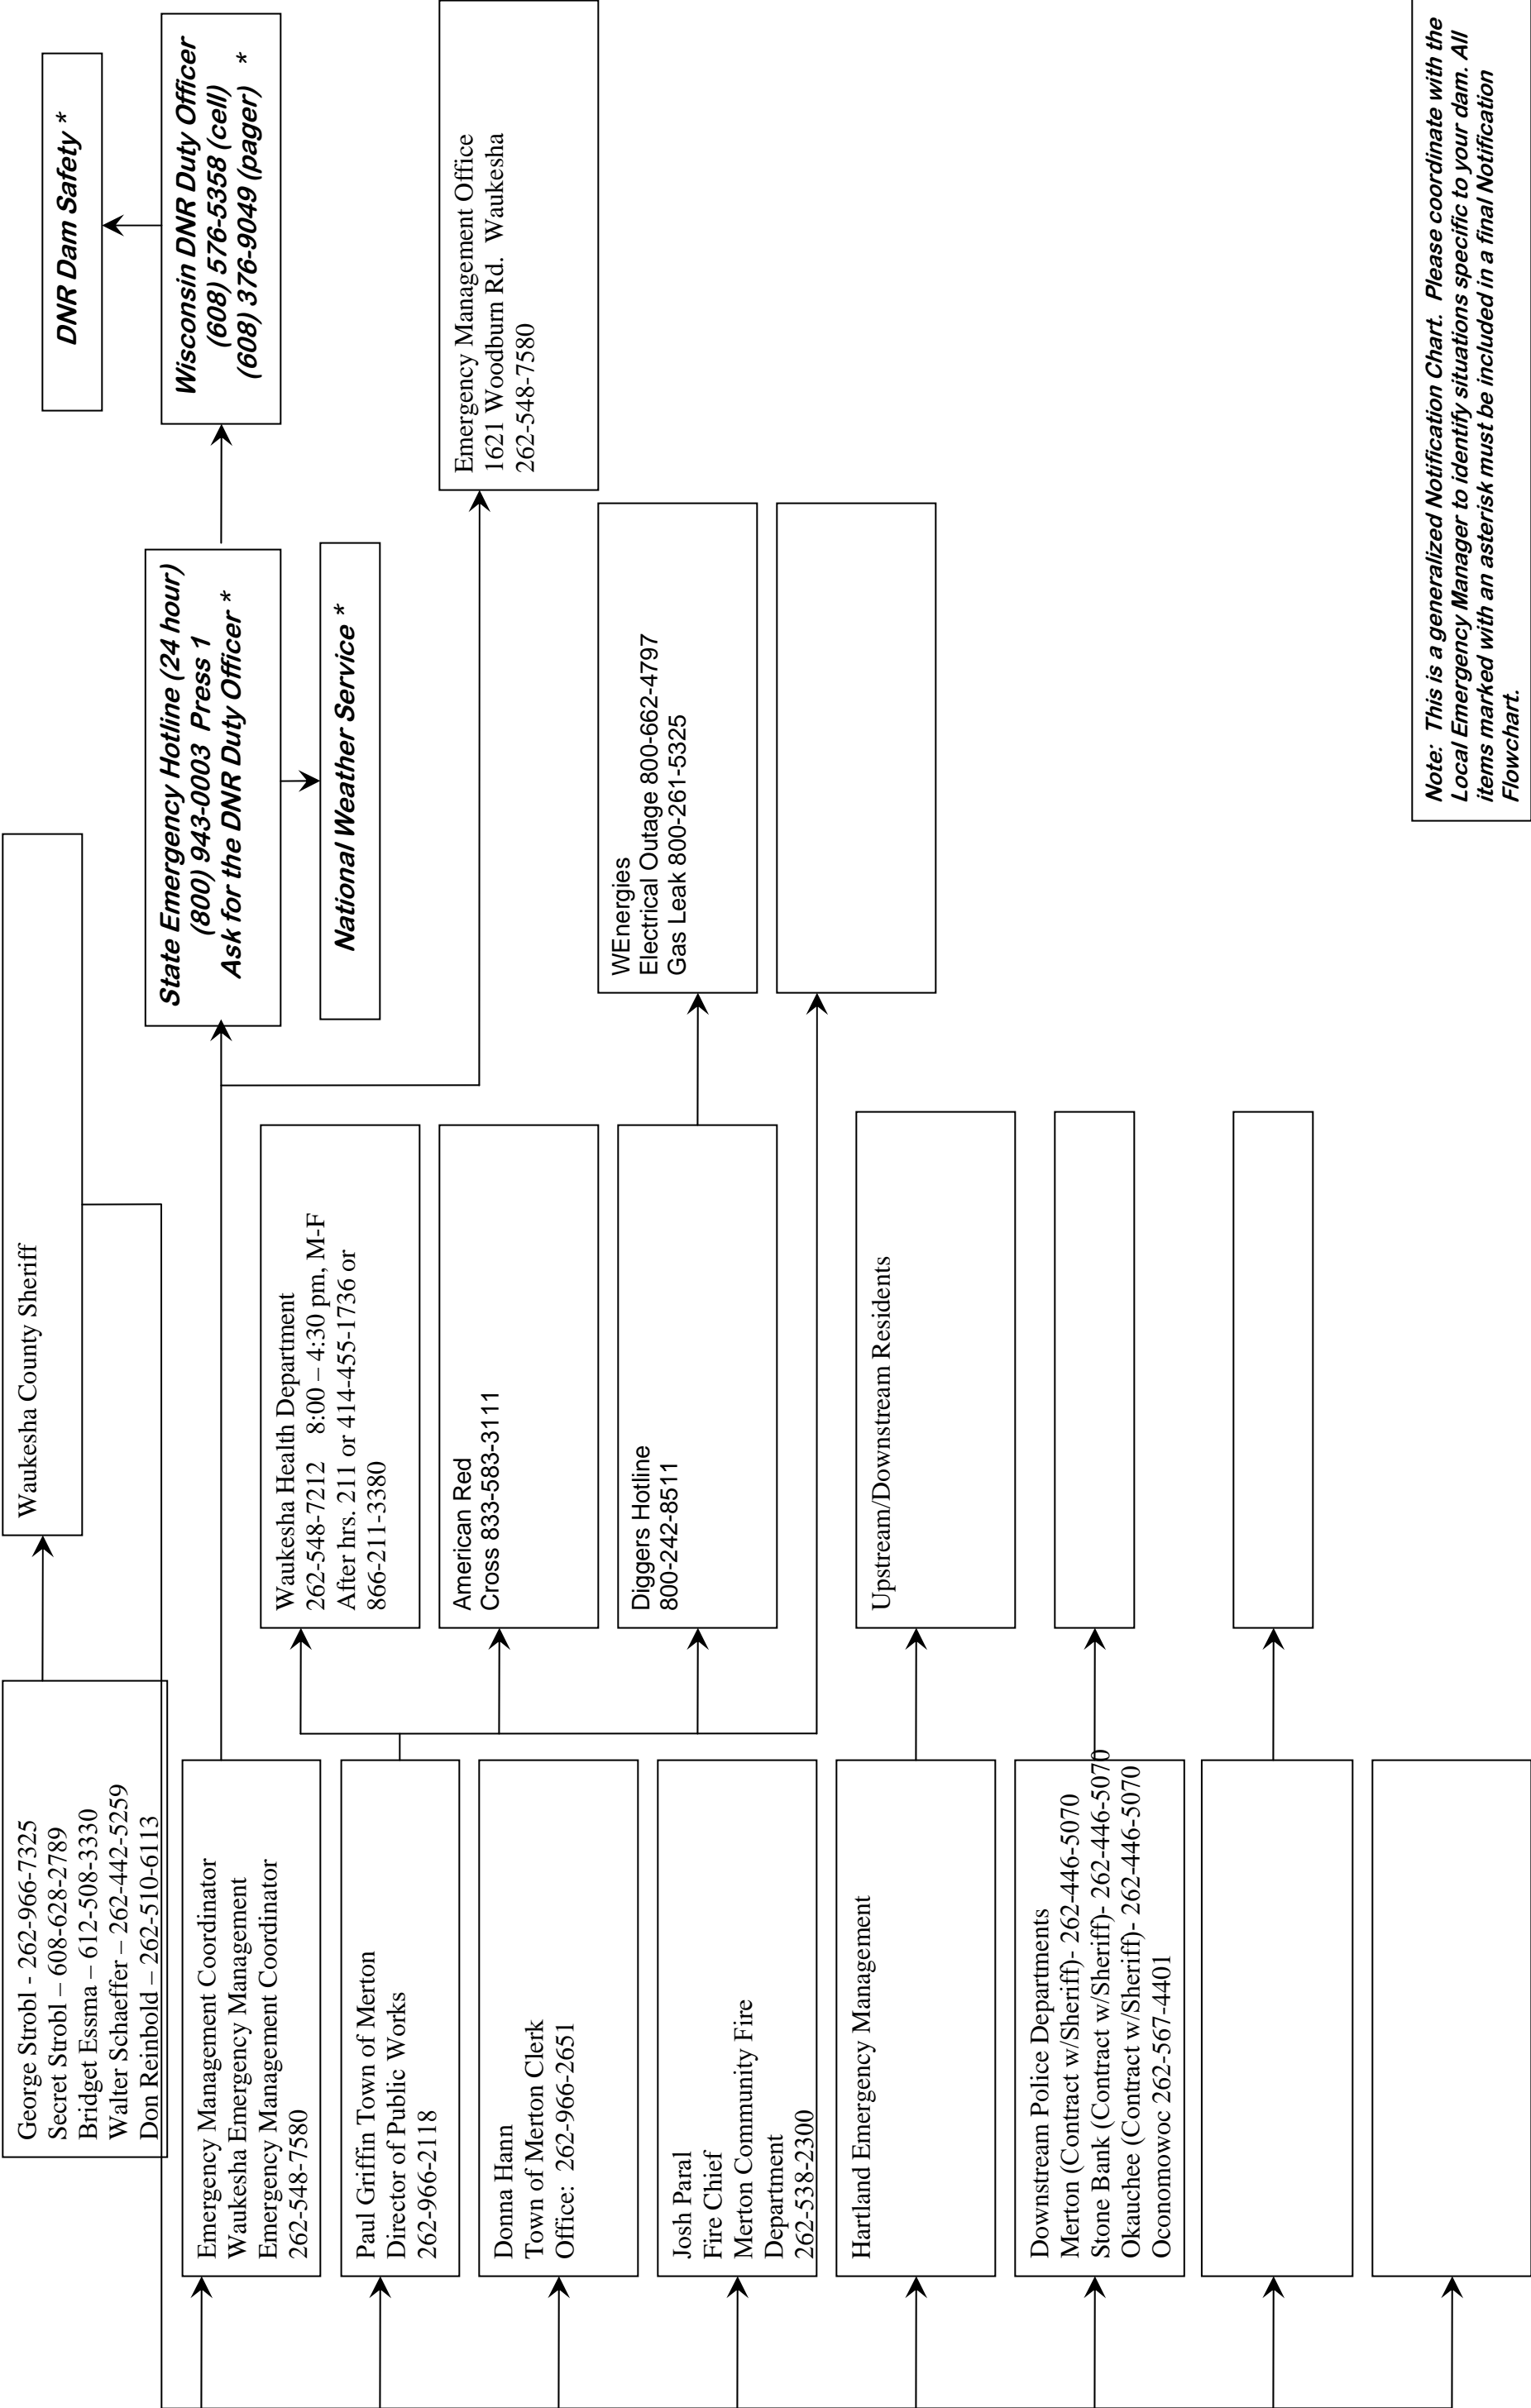 George Strobl - 262-966-7325
Secret Strobl – 608-628-2789
Bridget Essma – 612-508-3330
Walter Schaeffer – 262-442-5259
Don Reinbold – 262-510-6113
Waukesha County Sheriff
Emergency Management Coordinator
Waukesha Emergency Management
Emergency Management Coordinator
262-548-7580
State Emergency Hotline (24 hour)
(800) 943-0003 Press 1
Ask for the DNR Duty Officer *
Wisconsin DNR Duty Officer
(608) 576-5358 (cell)
(608) 376-9049 (pager) *
DNR Dam Safety *
National Weather Service *
Emergency Management Office
1621 Woodburn Rd. Waukesha
262-548-7580
Paul Griffin Town of Merton
Director of Public Works
262-966-2118
Waukesha Health Department
262-548-7212 8:00 – 4:30 pm, M-F
After hrs. 211 or 414-455-1736 or
866-211-3380
American Red
Cross 833-583-3111
Diggers Hotline
800-242-8511
WEnergies
Electrical Outage 800-662-4797
Gas Leak 800-261-5325
Donna Hann
Town of Merton Clerk
Office: 262-966-2651
Josh Paral
Fire Chief
Merton Community Fire
Department
262-538-2300
Hartland Emergency Management
Upstream/Downstream Residents
Downstream Police Departments
Merton (Contract w/Sheriff)- 262-446-5070
Stone Bank (Contract w/Sheriff)- 262-446-5070
Okauchee (Contract w/Sheriff)- 262-446-5070
Oconomowoc 262-567-4401
Note: This is a generalized Notification Chart. Please coordinate with the
Local Emergency Manager to identify situations specific to your dam. All
items marked with an asterisk must be included in a final Notification
Flowchart.